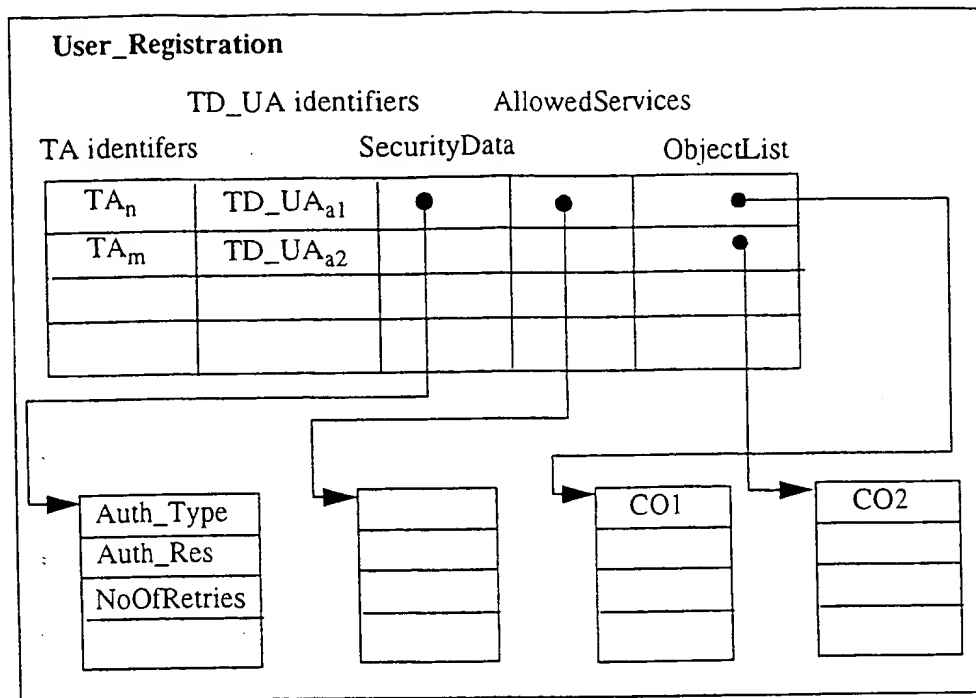 User_Registration
TD_UA identifiers AllowedServices
TA identifers SecurityData ObjectList
TAn TD_UAa1
TAm TD_UAa2
Auth_Type CO1 CO2
Auth_Res
NoOfRetries